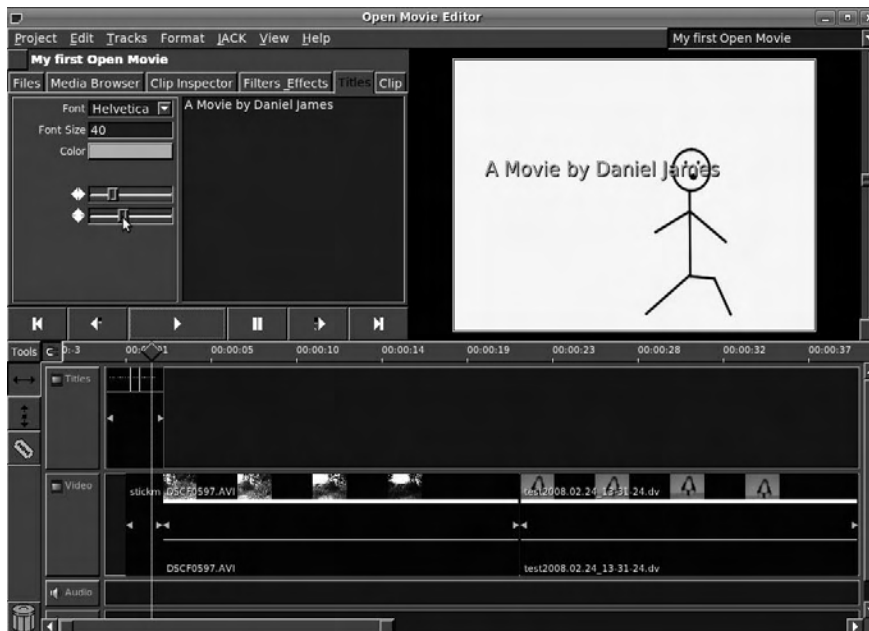 Open Movie Editor
Project Edit Tracks Format JACK View Help
My first Open Movie
My first Open Movie
Files Media Browser Clip Inspector Filters_Effects Titles Clip
Font Helvetica
Font Size 40
Color
A Movie by Daniel James
A Movie by Daniel James
Tools
00:00:05 00:00:10 00:00:14 00:00:19 00:00:23 00:00:28 00:00:32 00:00:37
Titles
Video
stickm DSCF0597.AVI test2008.02.24_13-31-24.dv
DSCF0597.AVI test2008.02.24_13-31-24.dv
Audio